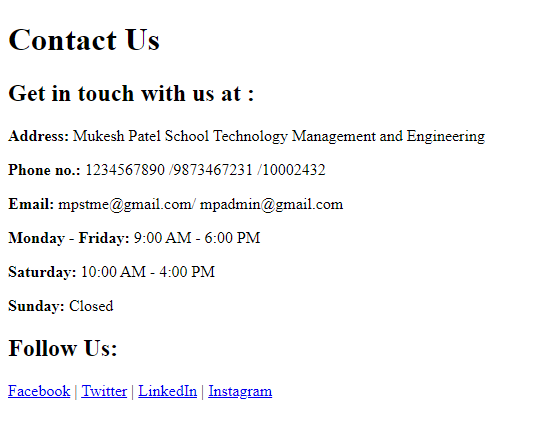 Contact Us
Get in touch with us at :
Address: Mukesh Patel School Technology Management and Engineering
Phone no.: 1234567890 /9873467231 /10002432
Email: mpstme@gmail.com/ mpadmin@gmail.com
Monday - Friday: 9:00 AM - 6:00 PM
Saturday: 10:00 AM - 4:00 PM
Sunday: Closed
Follow Us:
Facebook | Twitter | LinkedIn | Instagram